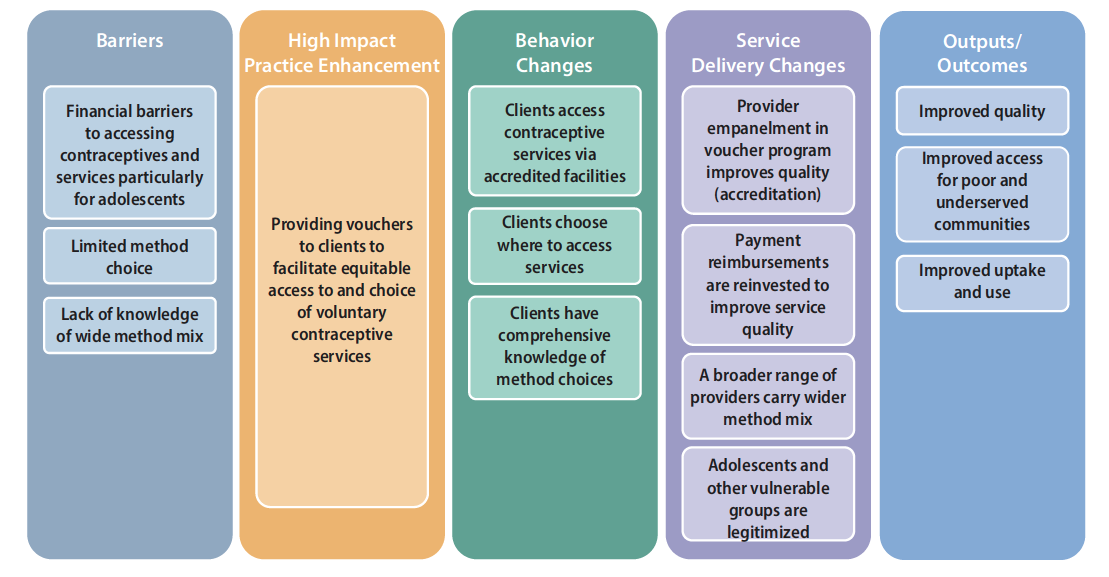 Barriers
Financial barriers
to accessing
contraceptives and
services particularly
for adolescents
Limited method
choice
Lack of knowledge
of wide method mix
High Impact
Practice Enhancement
Providing vouchers
to clients to
facilitate equitable
access to and choice
of voluntary
contraceptive
services
Behavior
Changes
Clients access
contraceptive
services via
accredited facilities
Clients choose
where to access
services
Clients have
comprehensive
knowledge of
method choices
Service
Delivery Changes
Provider
empanelment in
voucher program
improves quality
(accreditation)
Payment
reimbursements
are reinvested to
improve service
quality
A broader range of
providers carry wider
method mix
Adolescents and
other vulnerable
groups are
legitimized
Outputs/
Outcomes
Improved quality
Improved access
for poor and
underserved
communities
Improved uptake
and use